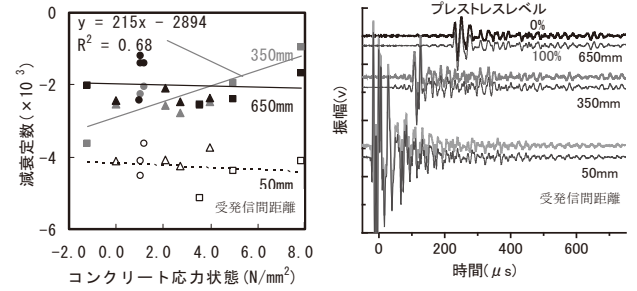 y = 215x - 2894
R² = 0.68
350mm
650mm
50mm
受発信間距離
0
-2
-4
-6
-2.0 0.0 2.0 4.0 6.0 8.0
減衰定数(×10³)
コンクリート応力状態(N/mm²)
プレストレスレベル
0%
100%
650mm
350mm
50mm
受発信間距離
振幅(v)
0 200 400 600
時間(μs)